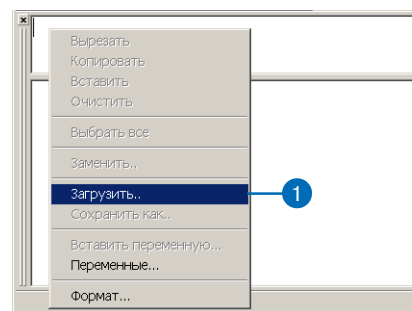 Вырезать
Копировать
Вставить
Очистить
Выбрать все
Заменить..
Загрузить..
1
Сохранить как..
Вставить переменную...
Переменные...
Формат...